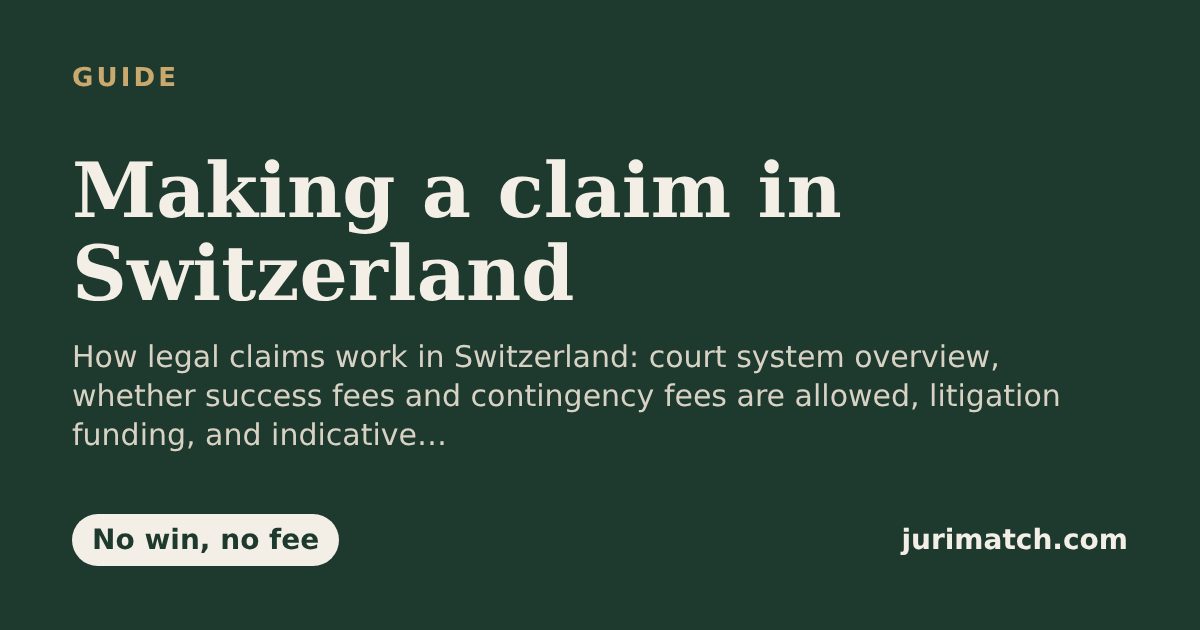 GUIDE
Making a claim in
Switzerland
How legal claims work in Switzerland: court system overview,
whether success fees and contingency fees are allowed, litigation
funding, and indicative…
No win, no fee
jurimatch.com